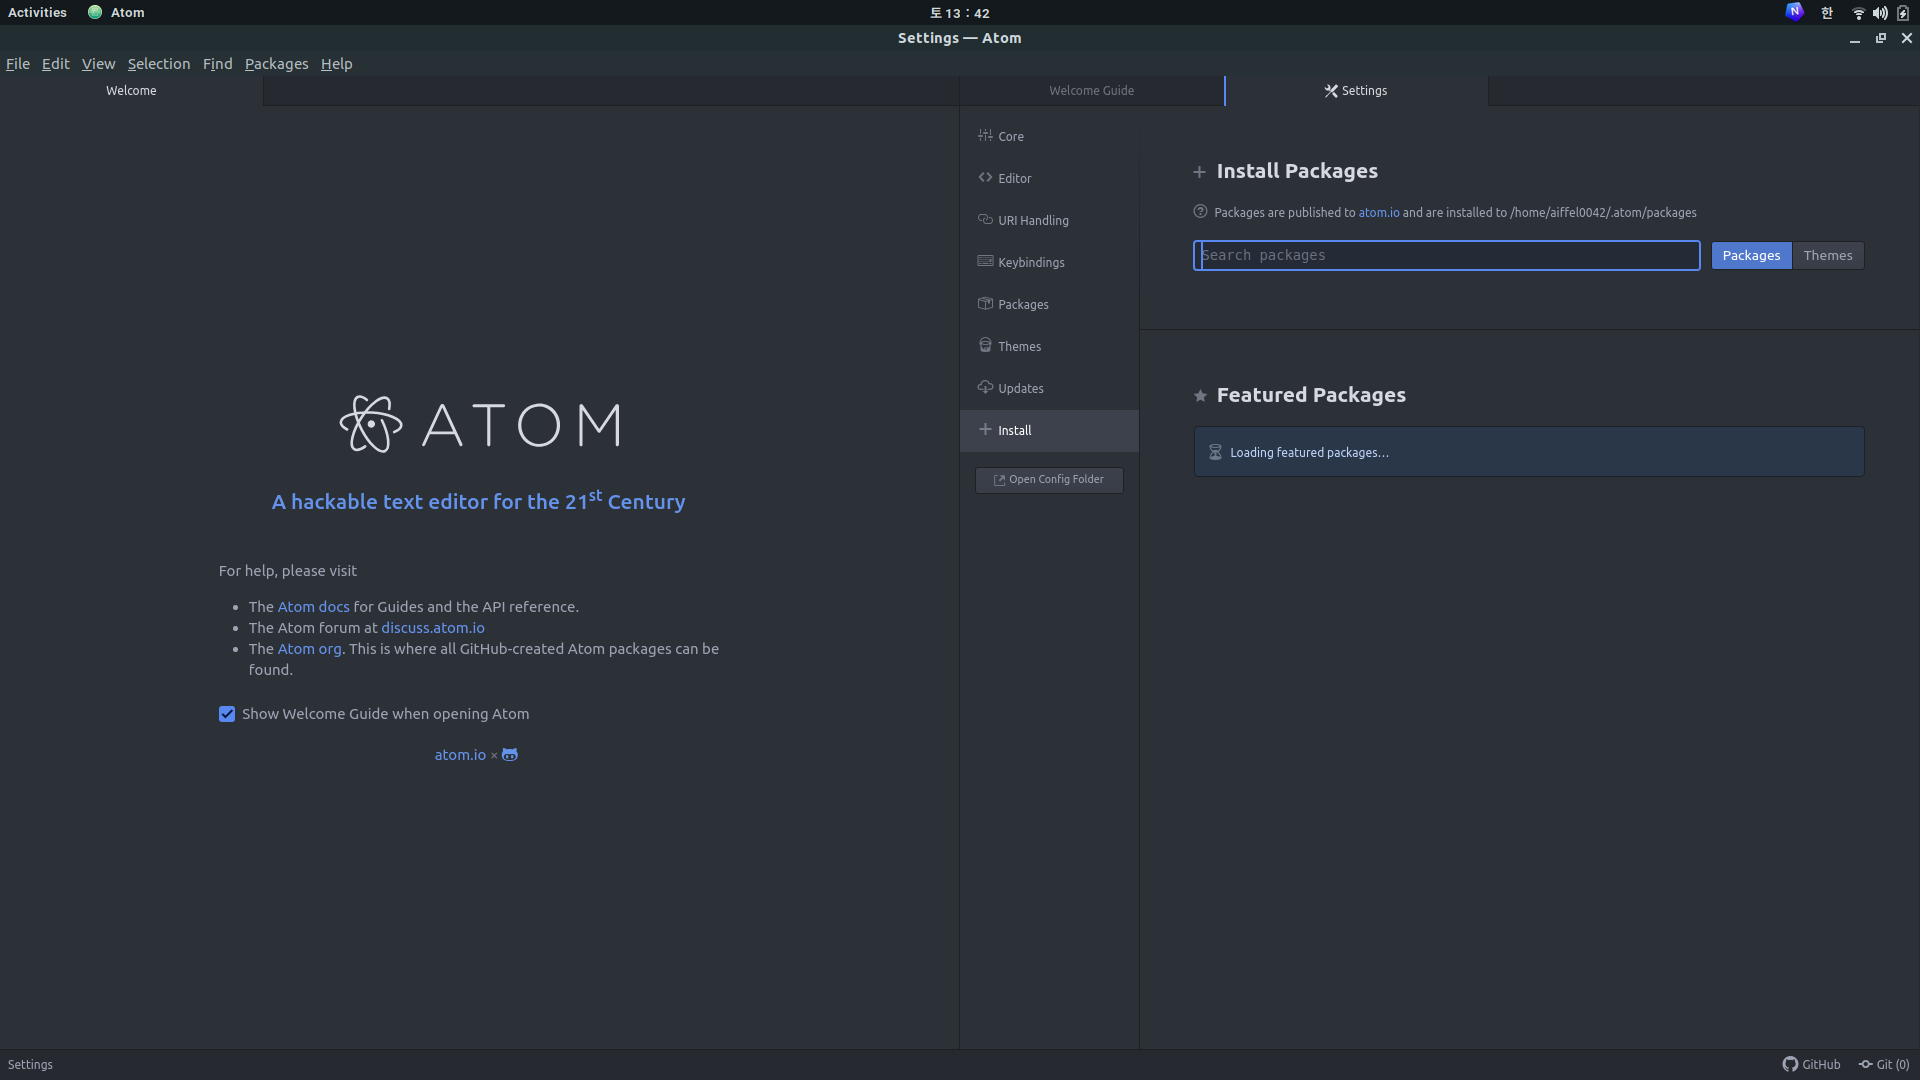 Activities Atom 토 13 : 42 N 한
Settings — Atom
File Edit View Selection Find Packages Help
Welcome
Welcome Guide
Settings
ATOM
A hackable text editor for the 21st Century
For help, please visit
The Atom docs for Guides and the API reference.
The Atom forum at discuss.atom.io
The Atom org. This is where all GitHub-created Atom packages can be
found.
Show Welcome Guide when opening Atom
atom.io ×
Core
Editor
URI Handling
Keybindings
Packages
Themes
Updates
Install
Open Config Folder
Install Packages
Packages are published to atom.io and are installed to /home/aiffel0042/.atom/packages
Search packages
Packages Themes
Featured Packages
Loading featured packages…
Settings
GitHub Git (0)